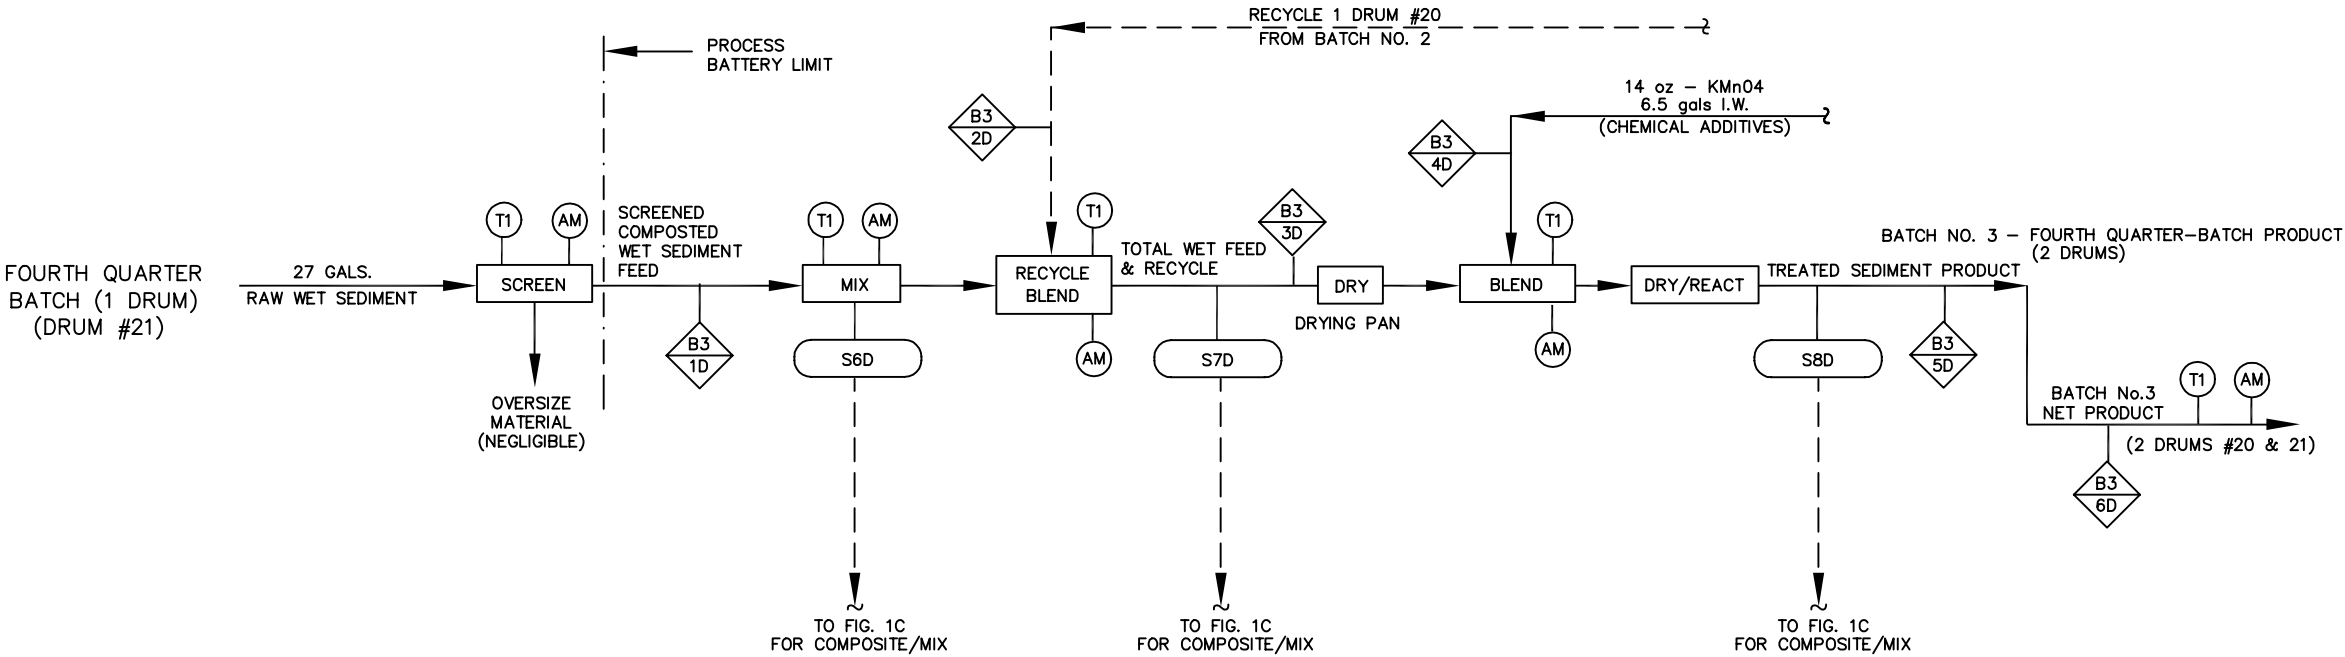 RECYCLE 1 DRUM #20
FROM BATCH NO. 2
PROCESS
BATTERY LIMIT
14 oz - KMn04
6.5 gals I.W.
(CHEMICAL ADDITIVES)
B3
2D
B3
4D
FOURTH QUARTER
BATCH (1 DRUM)
(DRUM #21)
27 GALS.
RAW WET SEDIMENT
T1
AM
SCREEN
SCREENED
COMPOSTED
WET SEDIMENT
FEED
T1
AM
MIX
T1
RECYCLE
BLEND
AM
TOTAL WET FEED
& RECYCLE
B3
3D
DRY
DRYING PAN
T1
BLEND
AM
DRY/REACT
BATCH NO. 3 - FOURTH QUARTER-BATCH PRODUCT
(2 DRUMS)
TREATED SEDIMENT PRODUCT
OVERSIZE
MATERIAL
(NEGLIGIBLE)
B3
1D
S6D
S7D
S8D
B3
5D
BATCH No.3
NET PRODUCT
T1
AM
(2 DRUMS #20 & 21)
B3
6D
TO FIG. 1C
FOR COMPOSITE/MIX
TO FIG. 1C
FOR COMPOSITE/MIX
TO FIG. 1C
FOR COMPOSITE/MIX